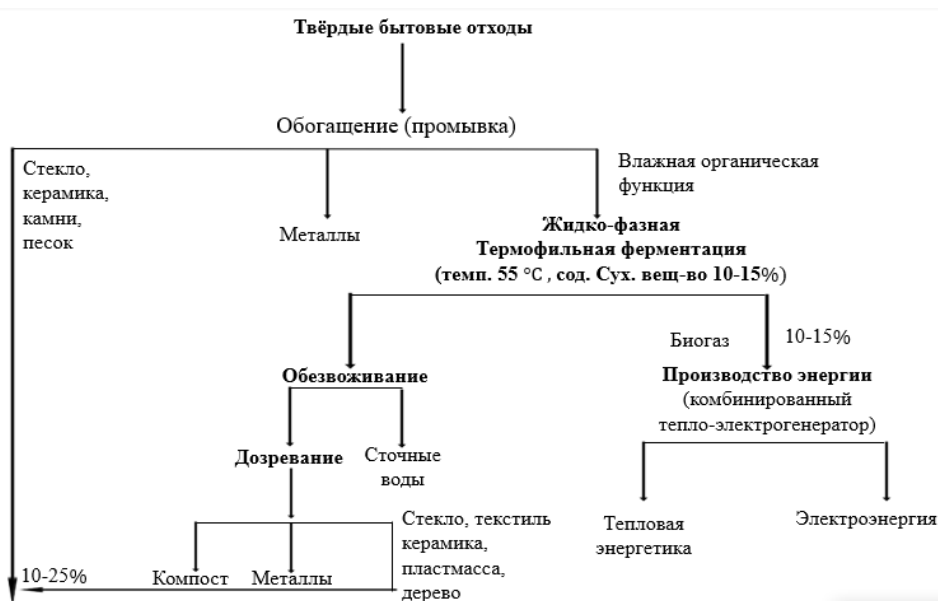 Твёрдые бытовые отходы
Обогащение (промывка)
Стекло,
керамика,
камни,
песок
Металлы
Влажная органическая
функция
Жидко-фазная
Термофильная ферментация
(темп. 55 °C , сод. Сух. вещ-во 10-15%)
Биогаз
10-15%
Обезвоживание
Производство энергии
(комбинированный
тепло-электрогенератор)
Дозревание
Сточные
воды
Тепловая
энергетика
Электроэнергия
Стекло, текстиль
керамика,
пластмасса,
дерево
10-25%
Компост
Металлы